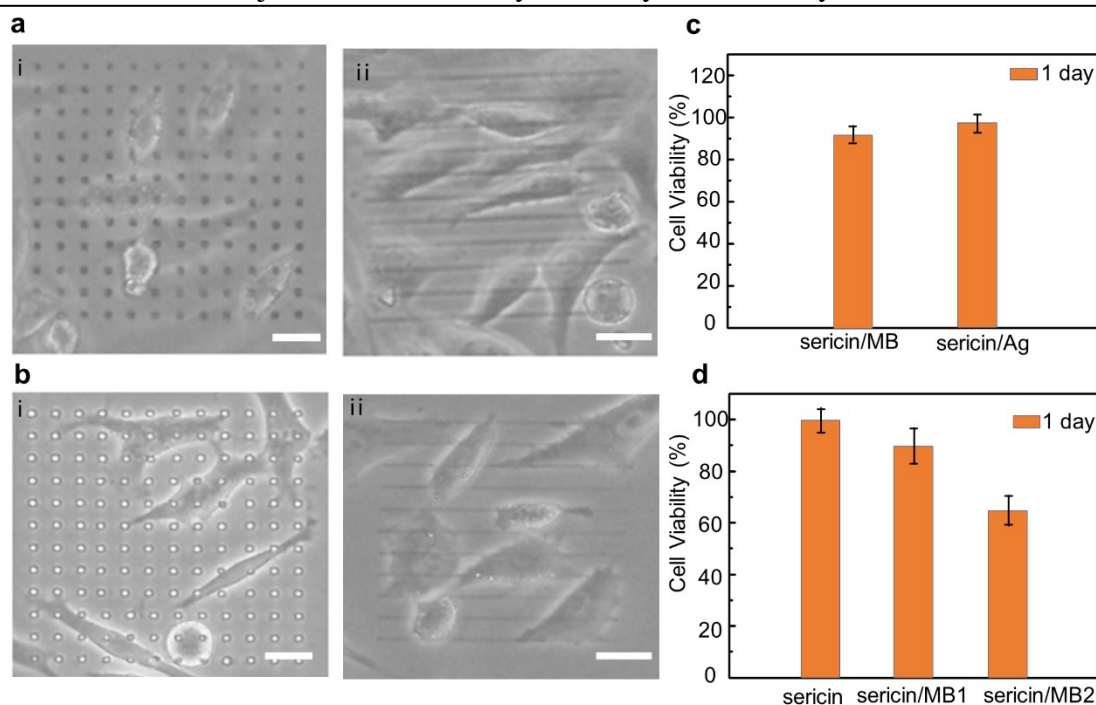 a
i
ii
c
Cell Viability (%)
120
100
80
60
40
20
0
1 day
sericin/MB
sericin/Ag
b
i
ii
d
Cell Viability (%)
100
80
60
40
20
0
1 day
sericin
sericin/MB1
sericin/MB2